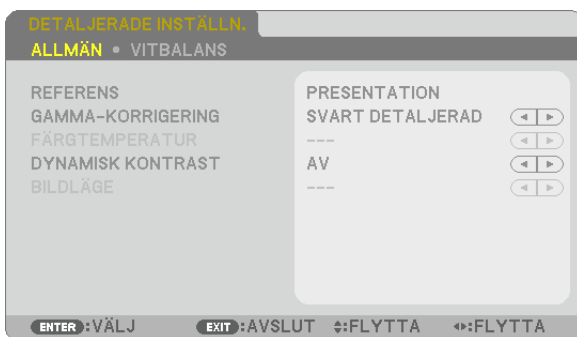 DETALJERADE INSTÄLLN.
ALLMÄN • VITBALANS
REFERENS PRESENTATION
GAMMA-KORRIGERING SVART DETALJERAD
FÄRGTEMPERATUR ---
DYNAMISK KONTRAST AV
BILDLÄGE ---
ENTER :VÄLJ EXIT :AVSLUT :FLYTTA :FLYTTA